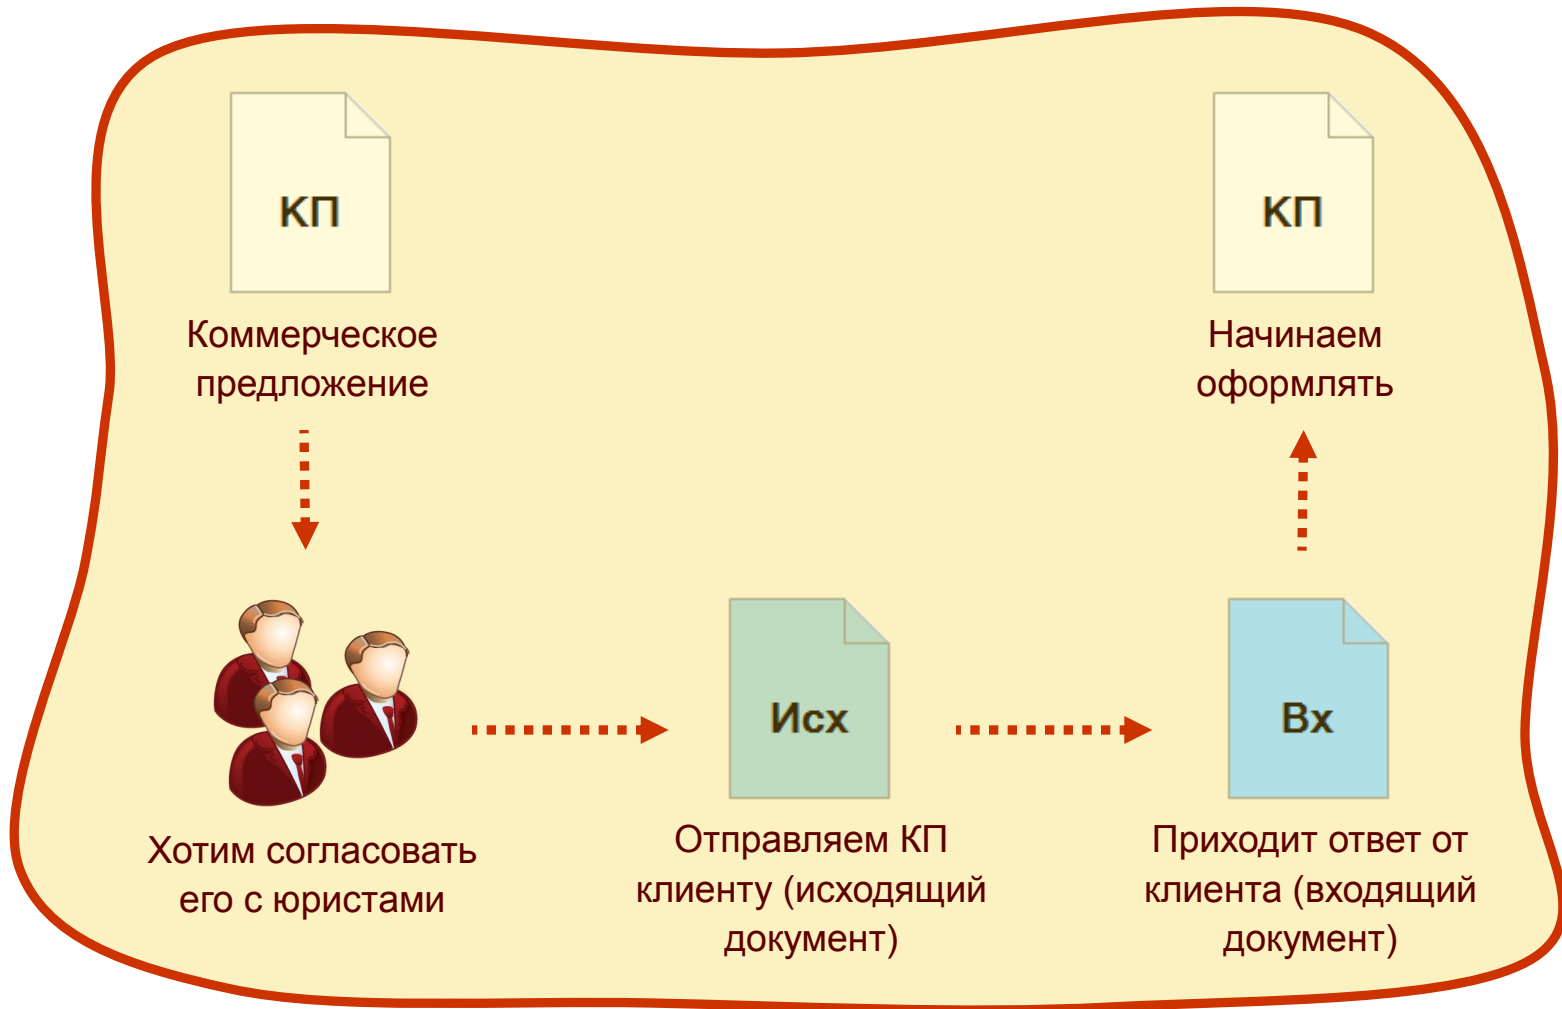 КП
Коммерческое
предложение
Хотим согласовать
его с юристами
Исх
Отправляем КП
клиенту (исходящий
документ)
Вх
Приходит ответ от
клиента (входящий
документ)
КП
Начинаем
оформлять